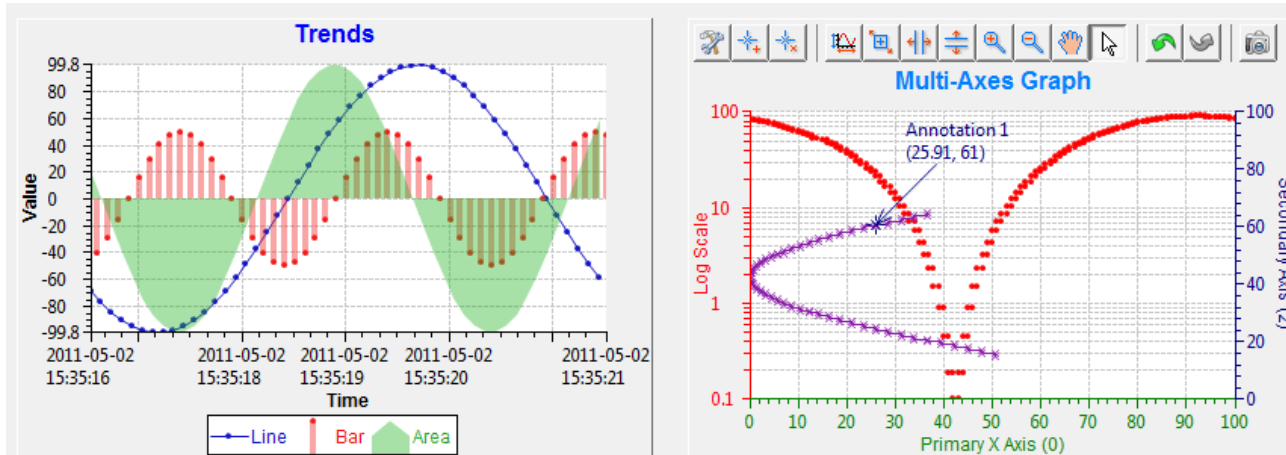 Trends
99.8
80
60
40
20
0
-20
-40
-60
-80
-99.8
Value
2011-05-02 2011-05-02 2011-05-02 2011-05-02 2011-05-02
15:35:16 15:35:18 15:35:19 15:35:20 15:35:21
Time
Line Bar Area
Multi-Axes Graph
100
10
1
0.1
Log Scale
Annotation 1
(25.91, 61)
100
80
60
40
20
0
Secondary Axis (2)
0 10 20 30 40 50 60 70 80 90 100
Primary X Axis (0)